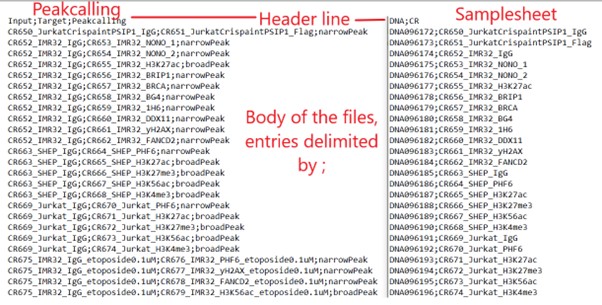 Peakcalling
Header line
Samplesheet
Input;Target;Peakcalling
CR650_JurkatCrispaintPSIP1_IgG;CR651_JurkatCrispaintPSIP1_Flag;narrowPeak
CR652_IMR32_IgG;CR653_IMR32_NONO_1;narrowPeak
CR652_IMR32_IgG;CR654_IMR32_NONO_2;narrowPeak
CR652_IMR32_IgG;CR655_IMR32_H3K27ac;broadPeak
CR652_IMR32_IgG;CR656_IMR32_BRIP1;narrowPeak
CR652_IMR32_IgG;CR657_IMR32_BRCA;narrowPeak
CR652_IMR32_IgG;CR658_IMR32_BG4;narrowPeak
CR652_IMR32_IgG;CR659_IMR32_1H6;narrowPeak
CR652_IMR32_IgG;CR660_IMR32_DDX11;narrowPeak
CR652_IMR32_IgG;CR661_IMR32_yH2AX;narrowPeak
CR652_IMR32_IgG;CR662_IMR32_FANCD2;narrowPeak
CR663_SHEP_IgG;CR664_SHEP_PHF6;narrowPeak
CR663_SHEP_IgG;CR665_SHEP_H3K27ac;broadPeak
CR663_SHEP_IgG;CR666_SHEP_H3K27me3;broadPeak
CR663_SHEP_IgG;CR667_SHEP_H3K56ac;broadPeak
CR663_SHEP_IgG;CR668_SHEP_H3K4me3;broadPeak
CR669_Jurkat_IgG;CR670_Jurkat_PHF6;narrowPeak
CR669_Jurkat_IgG;CR671_Jurkat_H3K27ac;broadPeak
CR669_Jurkat_IgG;CR672_Jurkat_H3K27me3;broadPeak
CR669_Jurkat_IgG;CR673_Jurkat_H3K56ac;broadPeak
CR669_Jurkat_IgG;CR674_Jurkat_H3K4me3;broadPeak
CR675_IMR32_IgG_etoposide0.1uM;CR676_IMR32_PHF6_etoposide0.1uM;narrowPeak
CR675_IMR32_IgG_etoposide0.1uM;CR677_IMR32_yH2AX_etoposide0.1uM;narrowPeak
CR675_IMR32_IgG_etoposide0.1uM;CR678_IMR32_FANCD2_etoposide0.1uM;narrowPeak
CR675_IMR32_IgG_etoposide0.1uM;CR679_IMR32_H3K56ac_etoposide0.1uM;broadPeak
Body of the files,
entries delimited
by ;
DNA;CR
DNA096172;CR650_JurkatCrispaintPSIP1_IgG
DNA096173;CR651_JurkatCrispaintPSIP1_Flag
DNA096174;CR652_IMR32_IgG
DNA096175;CR653_IMR32_NONO_1
DNA096176;CR654_IMR32_NONO_2
DNA096177;CR655_IMR32_H3K27ac
DNA096178;CR656_IMR32_BRIP1
DNA096179;CR657_IMR32_BRCA
DNA096180;CR658_IMR32_BG4
DNA096181;CR659_IMR32_1H6
DNA096182;CR660_IMR32_DDX11
DNA096183;CR661_IMR32_yH2AX
DNA096184;CR662_IMR32_FANCD2
DNA096185;CR663_SHEP_IgG
DNA096186;CR664_SHEP_PHF6
DNA096187;CR665_SHEP_H3K27ac
DNA096188;CR666_SHEP_H3K27me3
DNA096189;CR667_SHEP_H3K56ac
DNA096190;CR668_SHEP_H3K4me3
DNA096191;CR669_Jurkat_IgG
DNA096192;CR670_Jurkat_PHF6
DNA096193;CR671_Jurkat_H3K27ac
DNA096194;CR672_Jurkat_H3K27me3
DNA096195;CR673_Jurkat_H3K56ac
DNA096195;CR674_Jurkat_H3K4me3